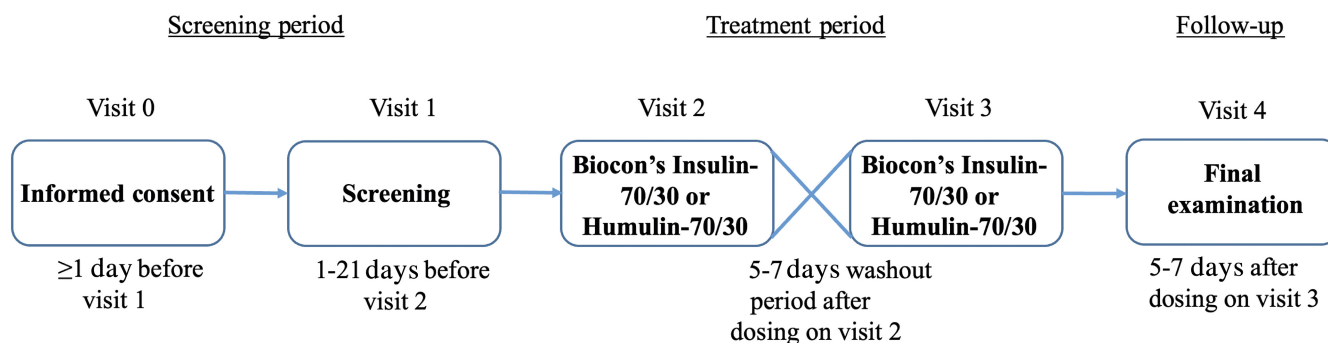 Screening period
Treatment period
Follow-up
Visit 0
Visit 1
Visit 2
Visit 3
Visit 4
Informed consent
Screening
Biocon’s Insulin-
70/30 or
Humulin-70/30
Biocon’s Insulin-
70/30 or
Humulin-70/30
Final
examination
≥1 day before
visit 1
1-21 days before
visit 2
5-7 days washout
period after
dosing on visit 2
5-7 days after
dosing on visit 3